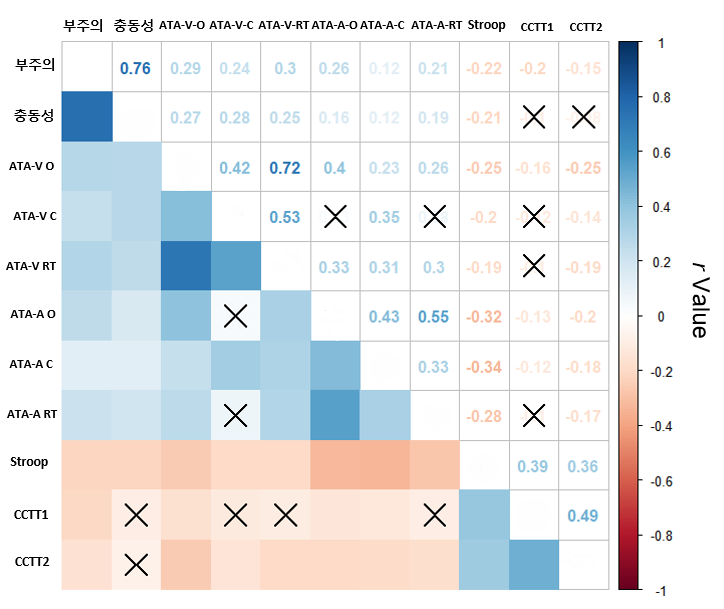 부주의 충동성 ATA-V-O ATA-V-C ATA-V-RT ATA-A-O ATA-A-C ATA-A-RT Stroop CCTT1 CCTT2
부주의 0.76 0.29 0.24 0.3 0.26 0.12 0.21 -0.22 -0.2 -0.15
충동성 0.27 0.28 0.25 0.16 0.12 0.19 -0.21
ATA-V O 0.42 0.72 0.4 0.23 0.26 -0.25 -0.16 -0.25
ATA-V C 0.53 0.35 -0.2 -0.14
ATA-V RT 0.33 0.31 0.3 -0.19 -0.19
ATA-A O 0.43 0.55 -0.32 -0.13 -0.2
ATA-A C 0.33 -0.34 -0.12 -0.18
ATA-A RT -0.28 -0.17
Stroop 0.39 0.36
CCTT1 0.49
CCTT2
1
0.8
0.6
0.4
0.2
0
-0.2
-0.4
-0.6
-0.8
-1
r Value